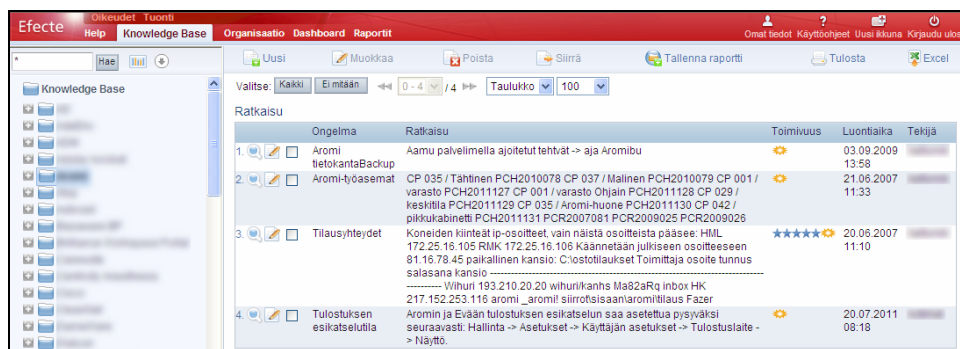 Efecte
Oikeudet Tuonti
Help Knowledge Base Organisaatio Dashboard Raportit
Omat tiedot Käyttöohjeet Uusi ikkuna Kirjaudu ulos
* Hae
Uusi Muokkaa Poista Siirrä Tallenna raportti Tulosta Excel
Knowledge Base
Valitse: Kaikki Ei mitään 0 - 4 / 4 Taulukko 100
Ratkaisu
Ongelma Ratkaisu Toimivuus Luontiaika Tekijä
1. Aromi tietokantaBackup
Aamu palvelimella ajoitetut tehtvät -> aja Aromibu
03.09.2009
13:58
2. Aromi-työasemat
CP 035 / Tähtinen PCH2010078 CP 037 / Malinen PCH2010079 CP 001 /
varasto PCH2011127 CP 001 / varasto Ohjain PCH2011128 CP 029 /
keskitila PCH2011129 CP 035 / Aromi-huone PCH2011130 CP 042 /
pikkukabinetti PCH2011131 PCR2007081 PCR2009025 PCR2009026
21.06.2007
11:33
3. Tilausyhteydet
Koneiden kiinteät ip-osoitteet, vain näistä osoitteista pääsee: HML
172.25.16.105 RMK 172.25.16.106 Käännetään julkiseen osoitteeseen
81.16.78.45 paikallinen kansio: C:\ostotilaukset Toimittaja osoite tunnus
salasana kansio ----------------------------------------------------------------
---------- Wihuri 193.210.20.20 wihuri/kanhs Ma82aRq inbox HK
217.152.253.116 aromi _aromi! siirrot\sisaan\aromi\tilaus Fazer
20.06.2007
11:10
4. Tulostuksen
esikatselutila
Aromin ja Evään tulostuksen esikatselun saa asetettua pysyväksi
seuraavasti: Hallinta -> Asetukset -> Käyttäjän asetukset -> Tulostuslaite -
> Näyttö.
20.07.2011
08:18